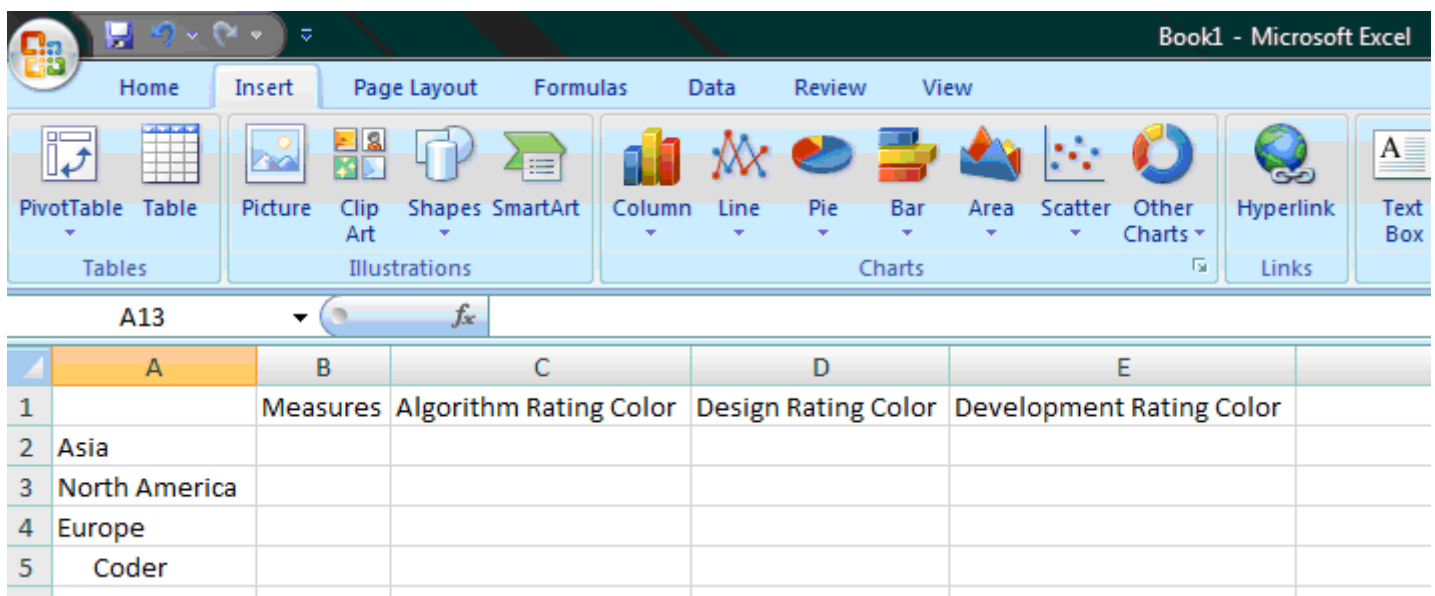 Book1 - Microsoft Excel
Home Insert Page Layout Formulas Data Review View
PivotTable Table Picture Clip Art Shapes SmartArt Column Line Pie Bar Area Scatter Other Charts Hyperlink Text Box
Tables Illustrations Charts Links
A13 fx
A B C D E
1 Measures Algorithm Rating Color Design Rating Color Development Rating Color
2 Asia
3 North America
4 Europe
5 Coder